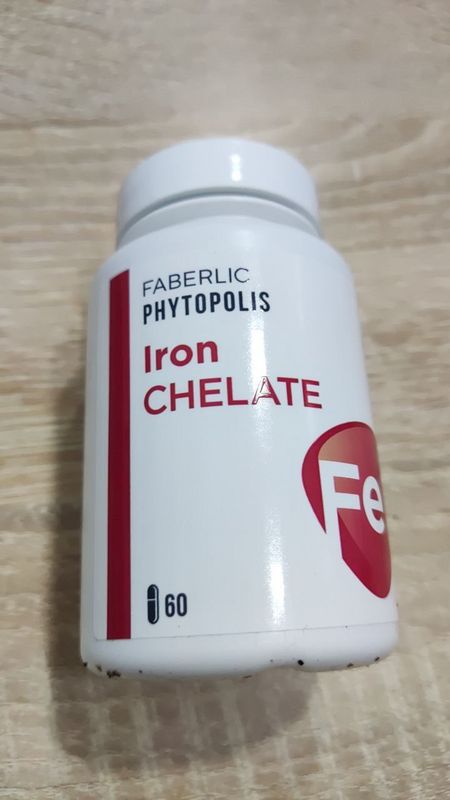 FABERLIC
PHYTOPOLIS
Iron
CHELATE
Fe
60